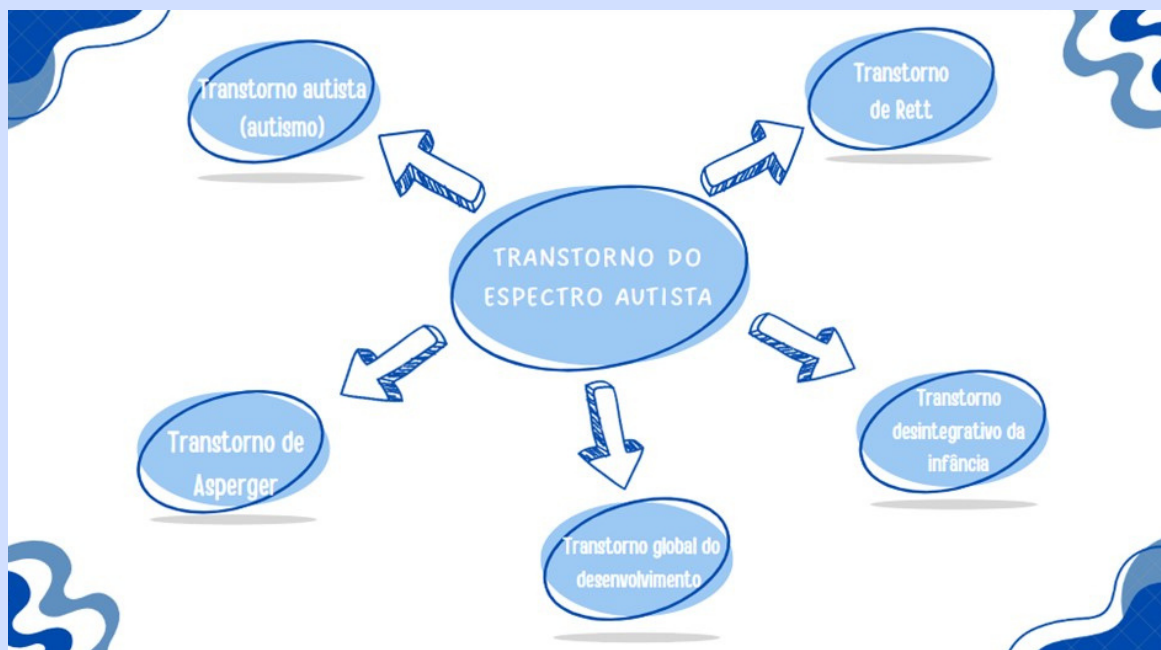 Transtorno autista
(autismo)
Transtorno
de Rett
TRANSTORNO DO
ESPECTRO AUTISTA
Transtorno de
Asperger
Transtorno
desintegrativo da
infância
Transtorno global do
desenvolvimento